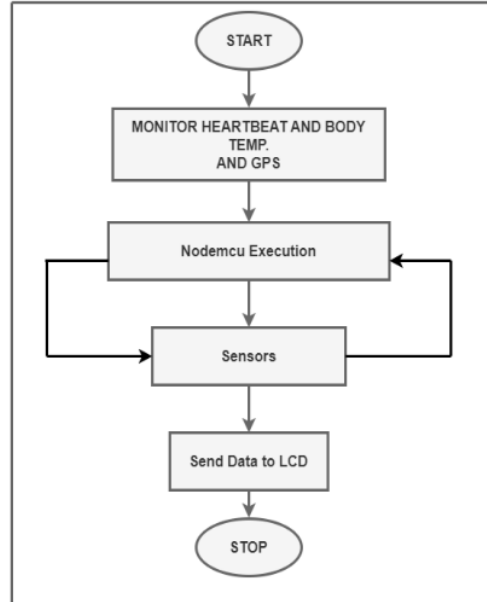 START
MONITOR HEARTBEAT AND BODY
TEMP.
AND GPS
Nodemcu Execution
Sensors
Send Data to LCD
STOP